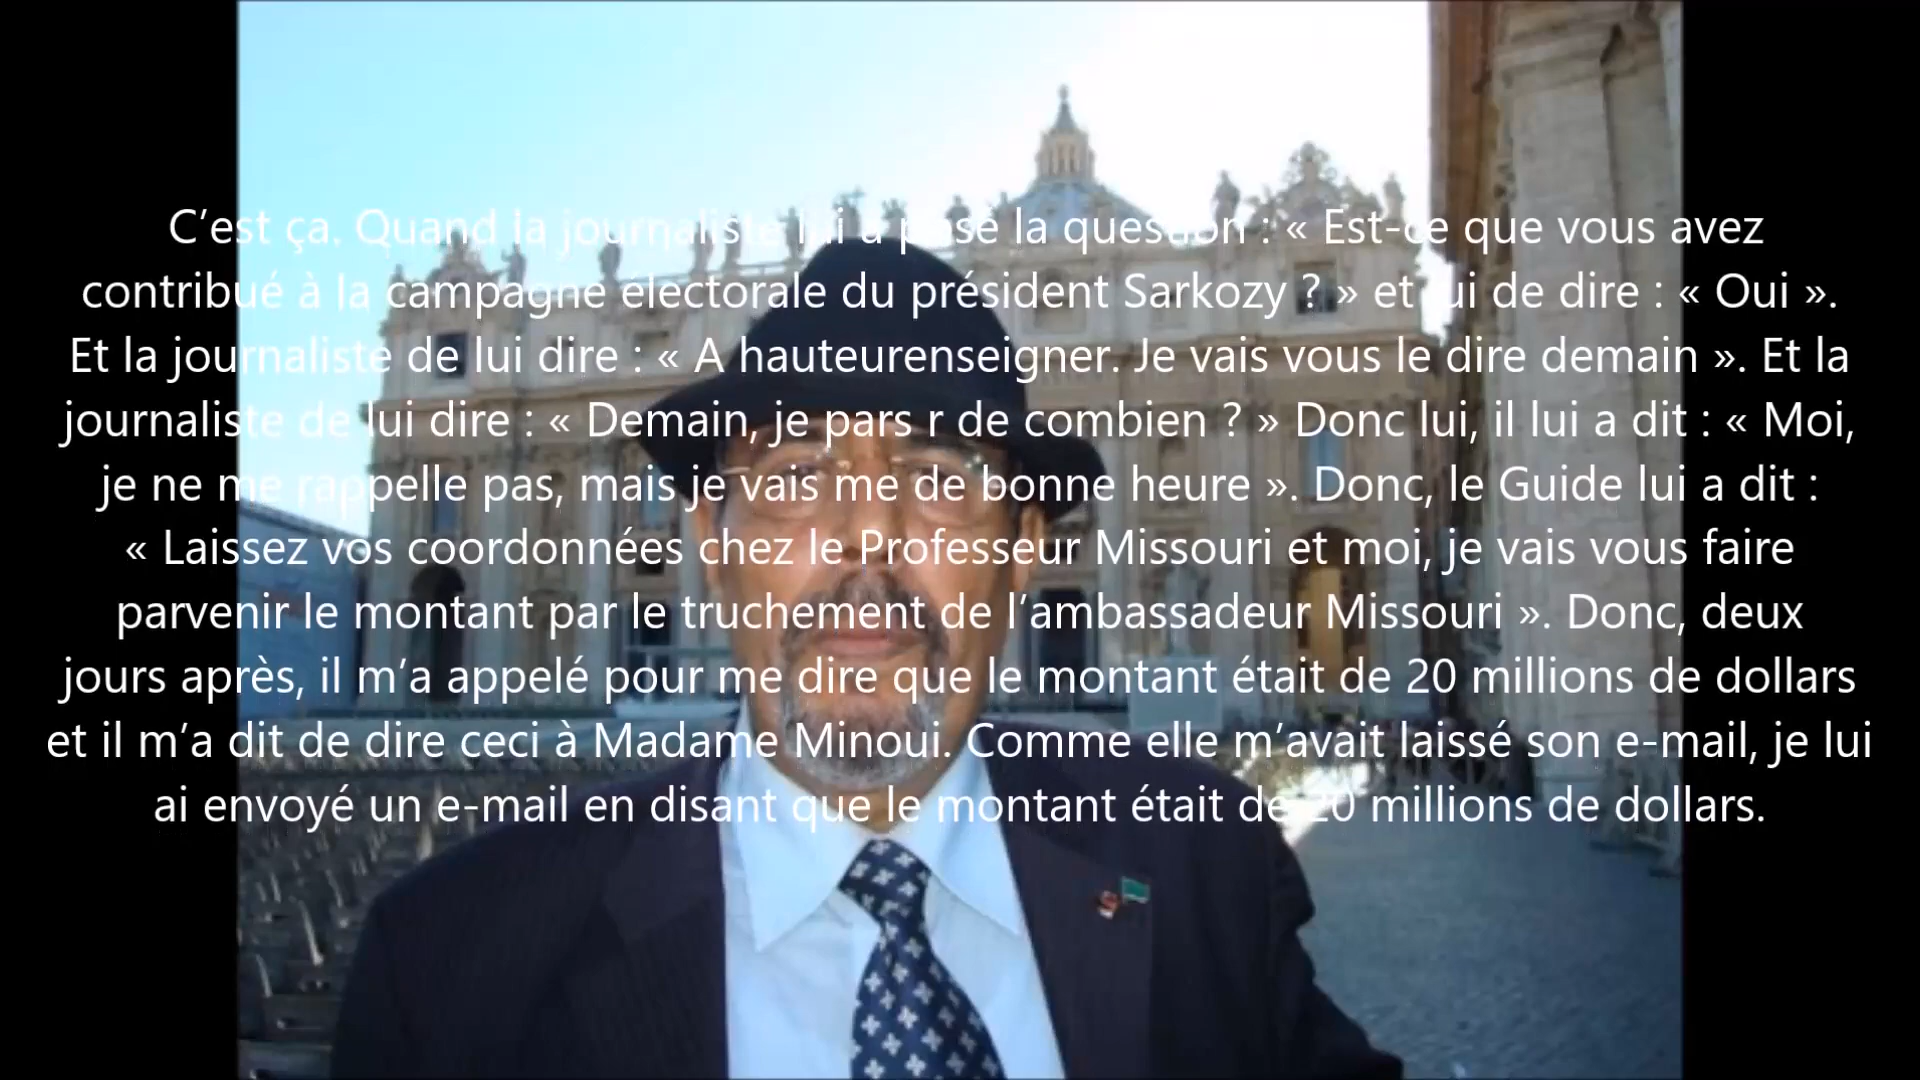 C’est ça. Quand la journaliste lui a posé la question : « Est-ce que vous avez
contribué à la campagne électorale du président Sarkozy ? » et lui de dire : « Oui ».
Et la journaliste de lui dire : « A hauteurenseigner. Je vais vous le dire demain ». Et la
journaliste de lui dire : « Demain, je pars r de combien ? » Donc lui, il lui a dit : « Moi,
je ne me rappelle pas, mais je vais me de bonne heure ». Donc, le Guide lui a dit :
« Laissez vos coordonnées chez le Professeur Missouri et moi, je vais vous faire
parvenir le montant par le truchement de l’ambassadeur Missouri ». Donc, deux
jours après, il m’a appelé pour me dire que le montant était de 20 millions de dollars
et il m’a dit de dire ceci à Madame Minoui. Comme elle m’avait laissé son e-mail, je lui
ai envoyé un e-mail en disant que le montant était de 20 millions de dollars.